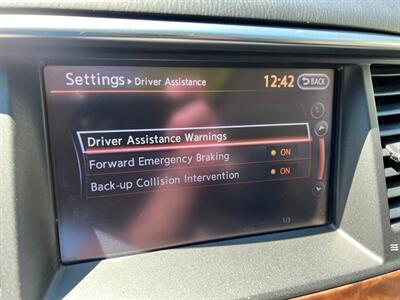 Settings ▶ Driver Assistance 12:42 BACK
Driver Assistance Warnings
Forward Emergency Braking ON
Back-up Collision Intervention ON
1/3